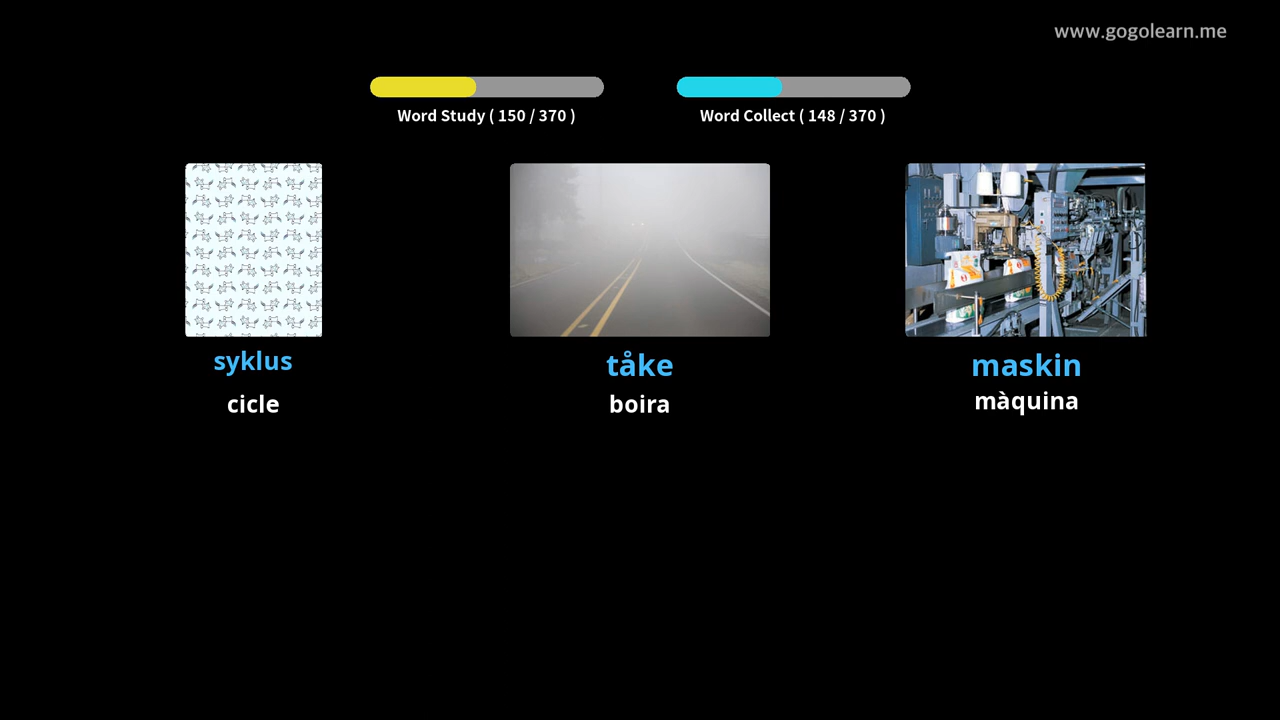 www.gogolearn.me
Word Study ( 150 / 370 )
Word Collect ( 148 / 370 )
syklus
cicle
tåke
boira
maskin
màquina